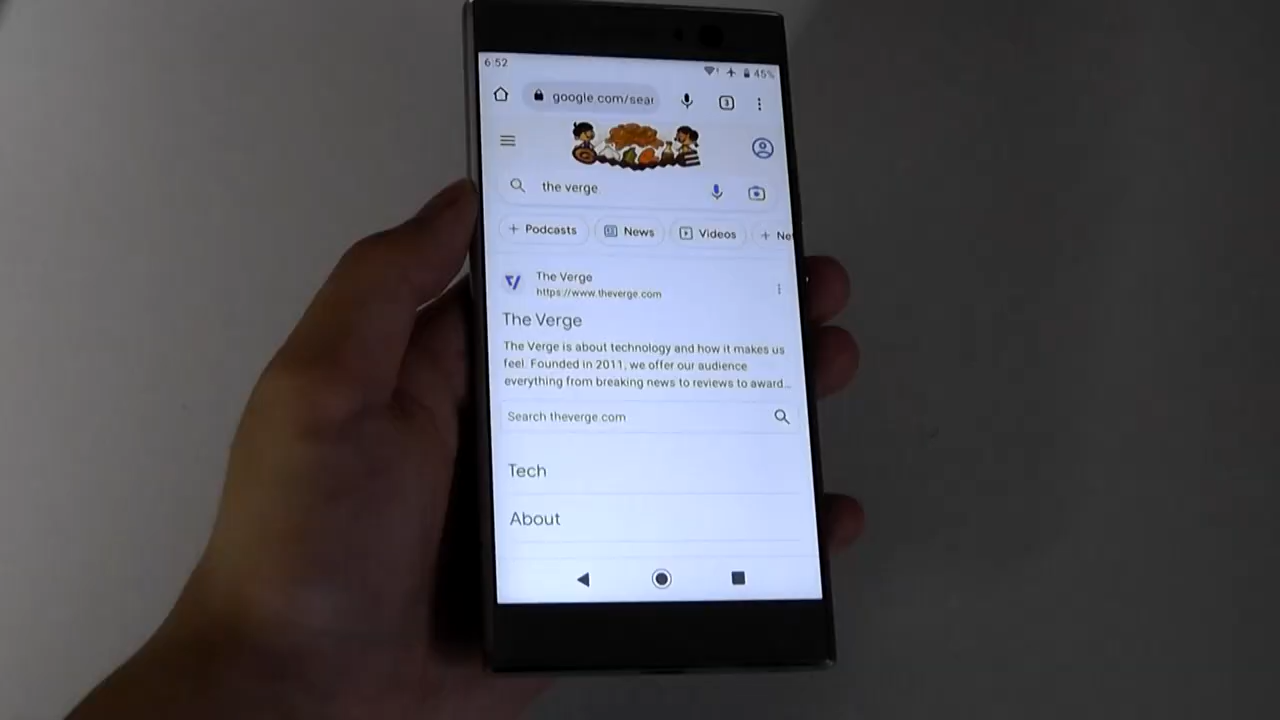 6:52
45%
google.com/sear
3
the verge
+ Podcasts
News
Videos
+ Ne
The Verge
https://www.theverge.com
The Verge
The Verge is about technology and how it makes us
feel. Founded in 2011, we offer our audience
everything from breaking news to reviews to award...
Search theverge.com
Tech
About